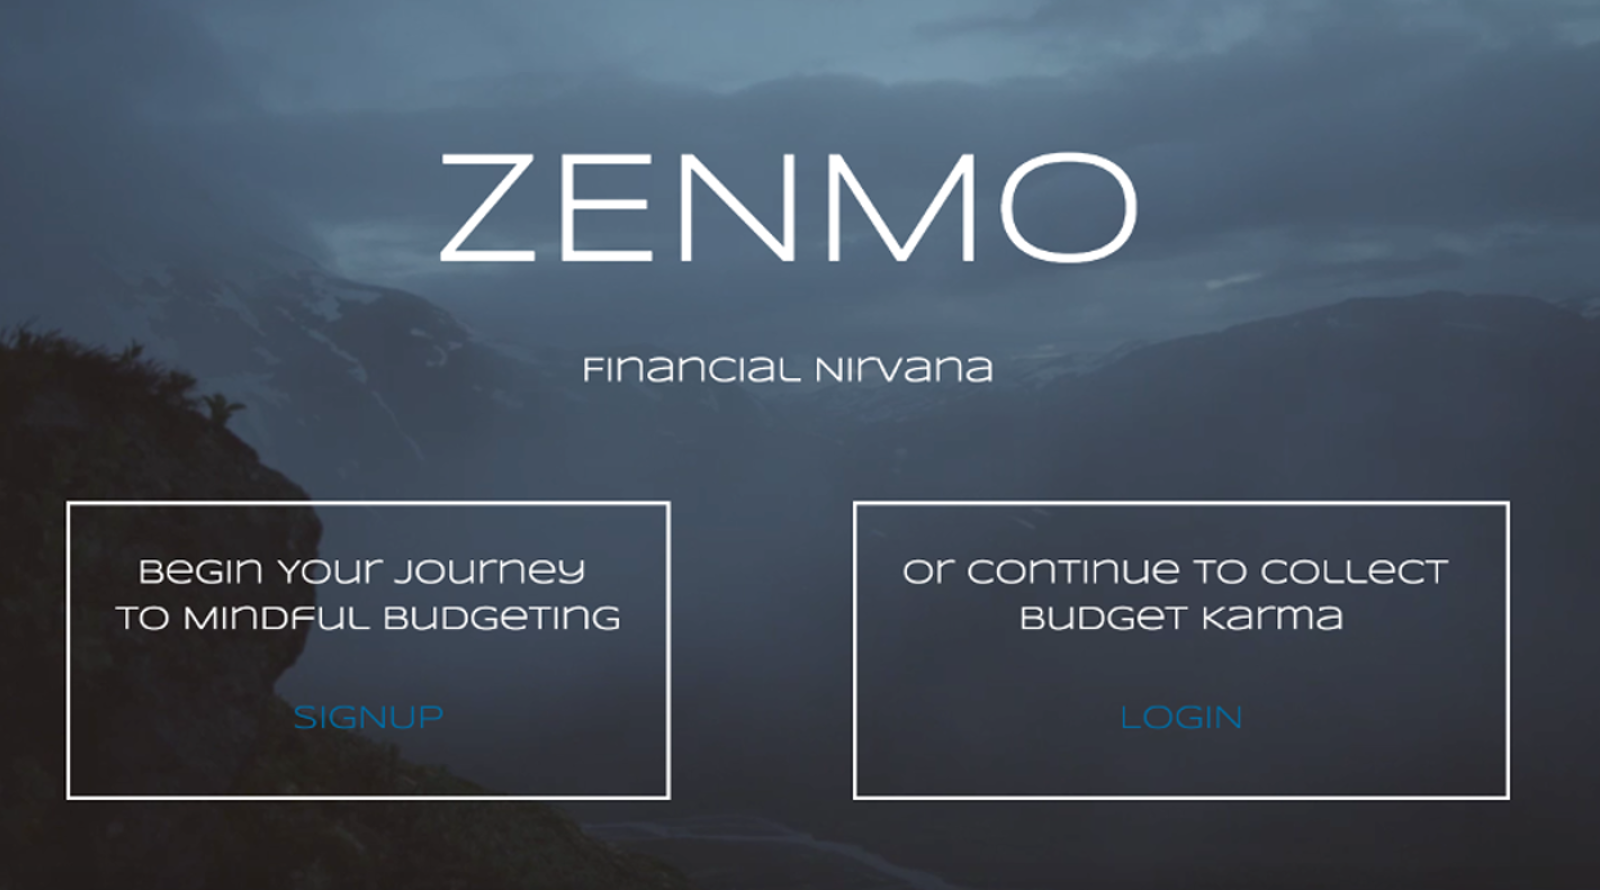 ZENMO
Financial Nirvana
Begin Your Journey
To Mindful Budgeting
SIGNUP
Or Continue To Collect
Budget Karma
LOGIN